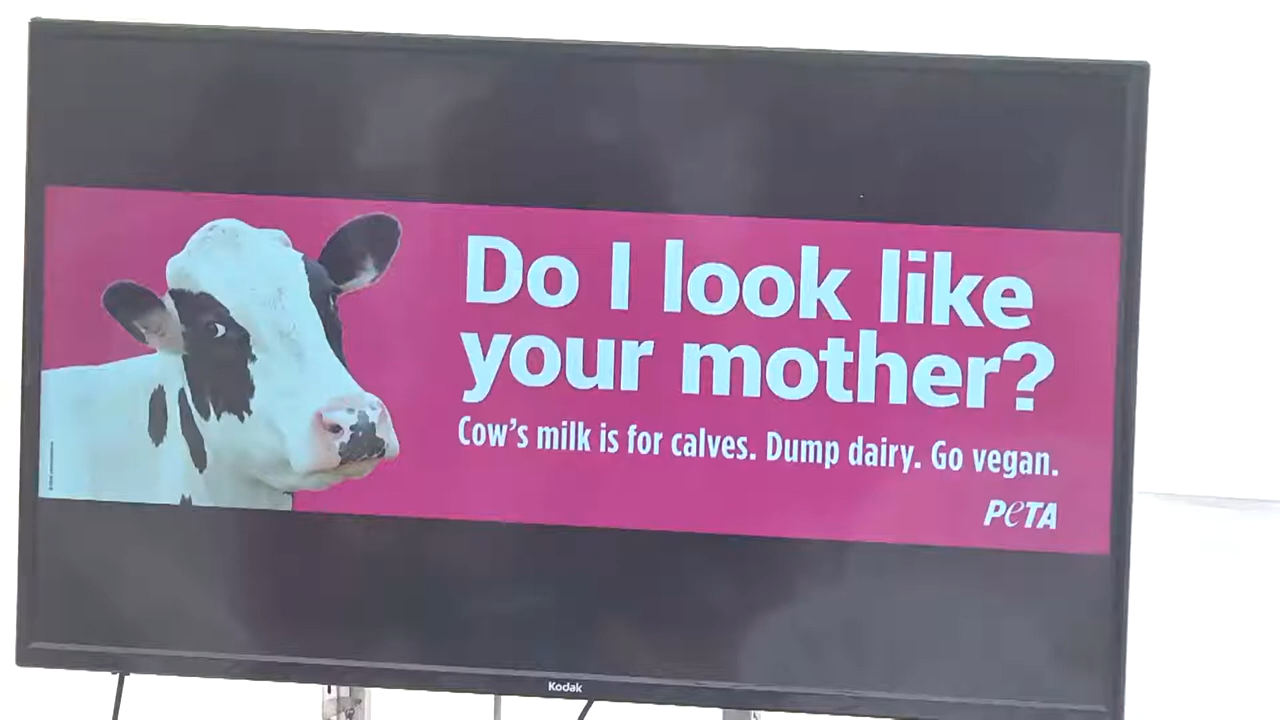 Do I look like
your mother?
Cow's milk is for calves. Dump dairy. Go vegan.
PeTA
Kodak